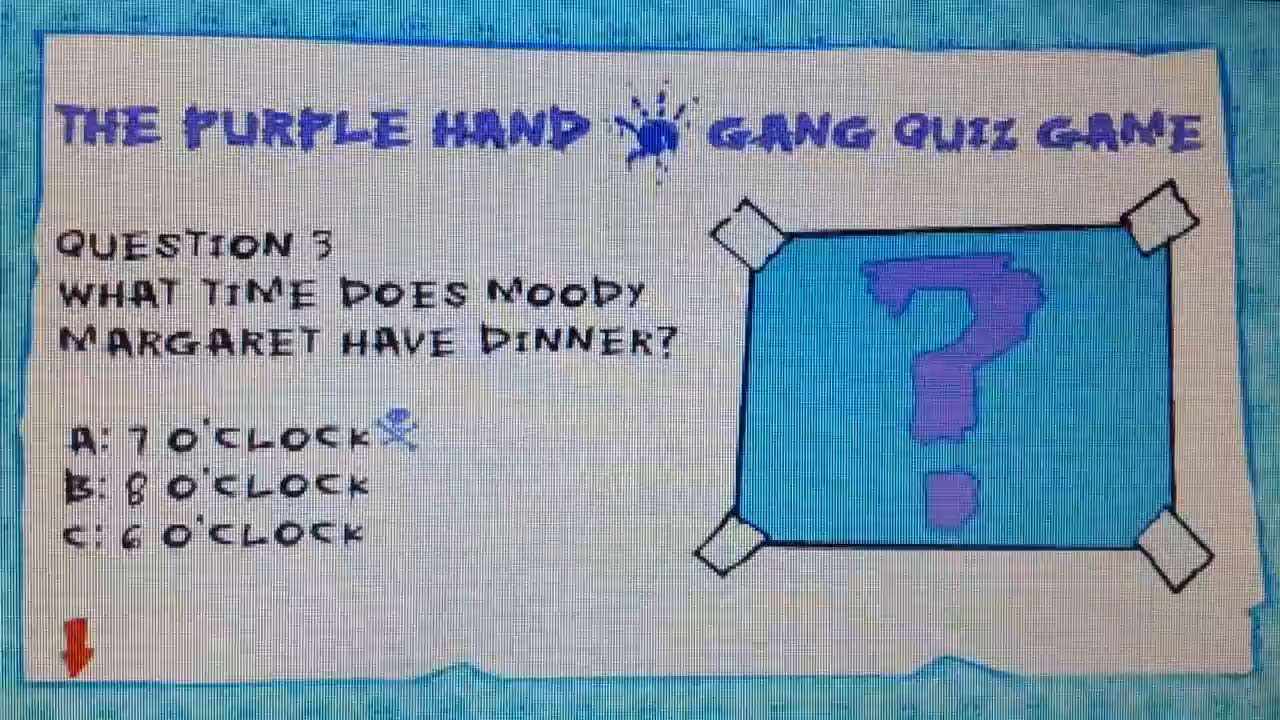 THE PURPLE HAND GANG QUIZ GAME
QUESTION 3
WHAT TIME DOES MOODY
MARGARET HAVE DINNER?
A: 7 O'CLOCK
B: 8 O'CLOCK
C: 6 O'CLOCK
?